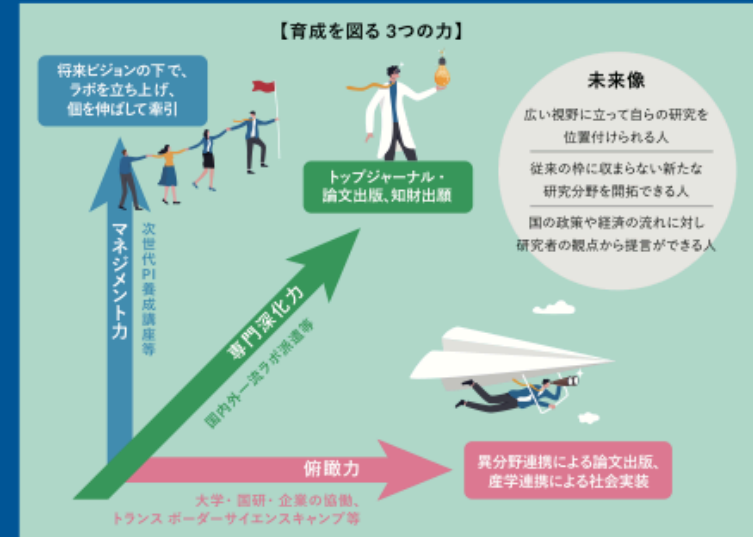 【育成を図る3つの力】
将来ビジョンの下で、
ラボを立ち上げ、
個を伸ばして牽引
トップジャーナル・
論文出版、知財出願
未来像
広い視野に立って自らの研究を
位置付けられる人
従来の枠に収まらない新たな
研究分野を開拓できる人
国の政策や経済の流れに対し
研究者の観点から提言ができる人
マネジメント力
次世代PI養成講座等
専門深化力
国内外一流ラボ派遣等
俯瞰力
大学・国研・企業の協働、
トランス ボーダーサイエンスキャンプ等
異分野連携による論文出版、
産学連携による社会実装